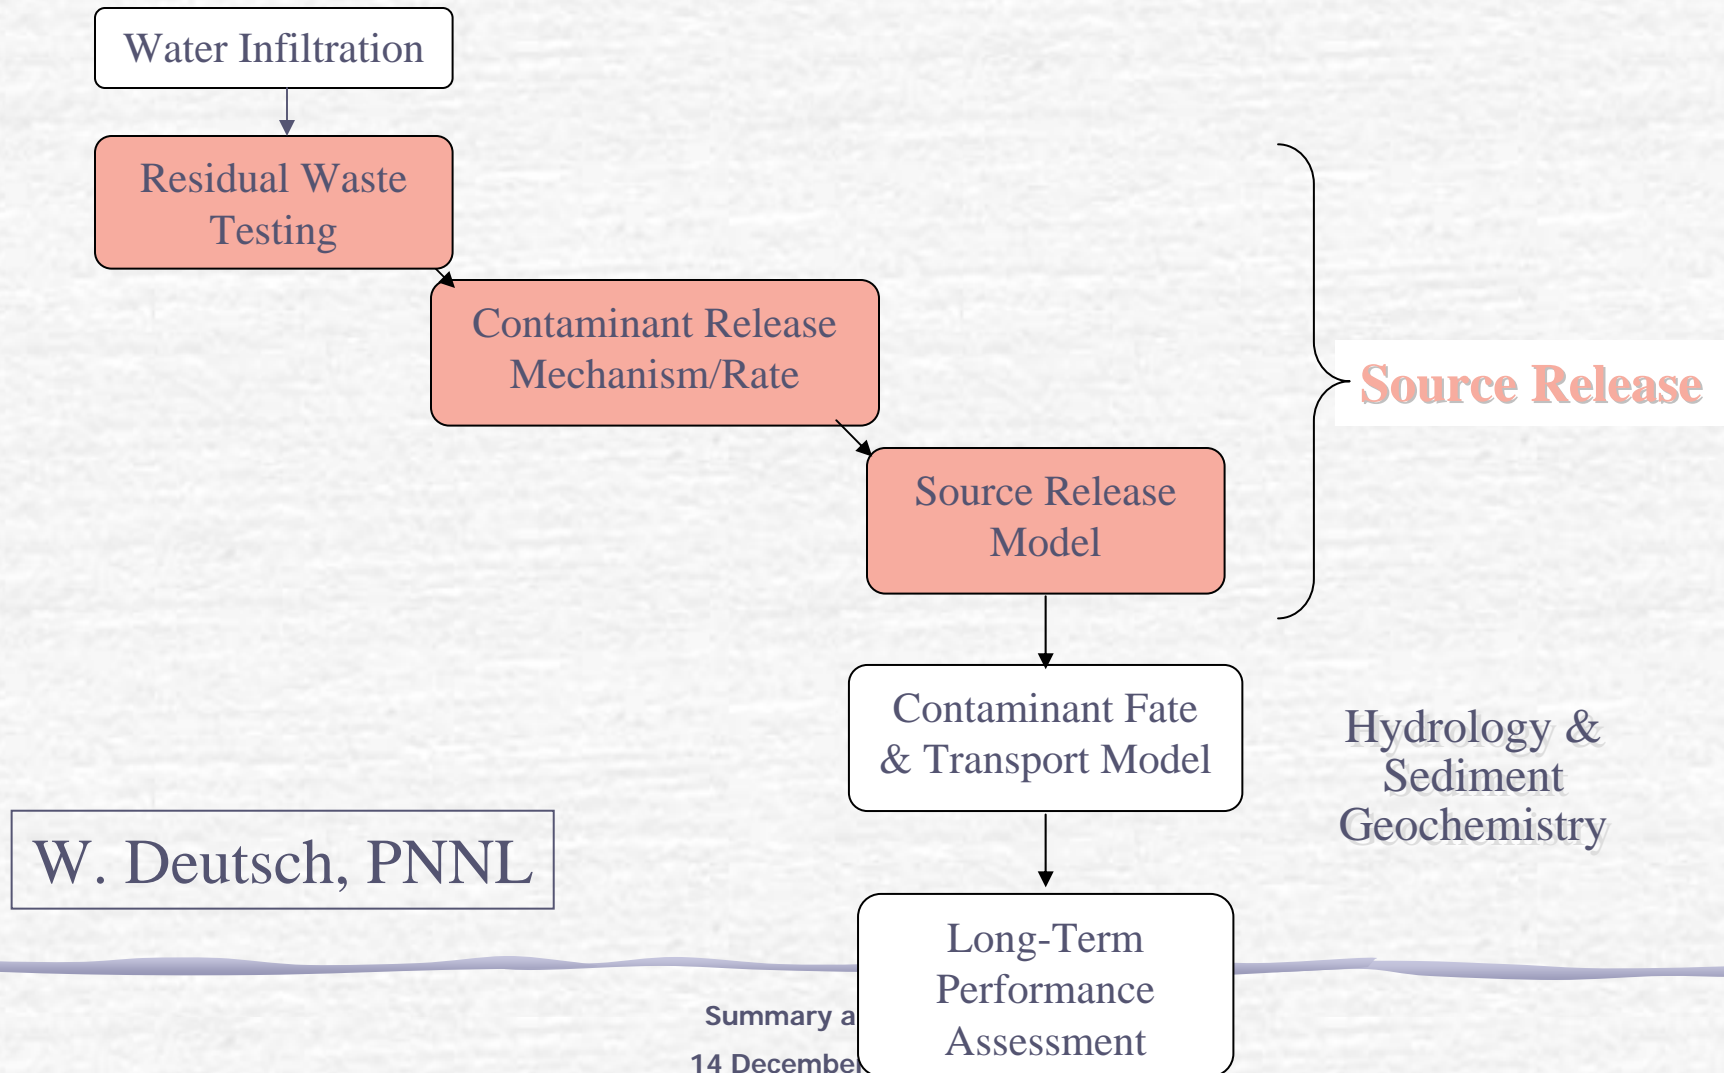 Water Infiltration
Residual Waste
Testing
Contaminant Release
Mechanism/Rate
Source Release
Source Release
Model
Contaminant Fate
& Transport Model
Hydrology &
Sediment
Geochemistry
W. Deutsch, PNNL
Long-Term
Performance
Assessment
Summary a
14 December